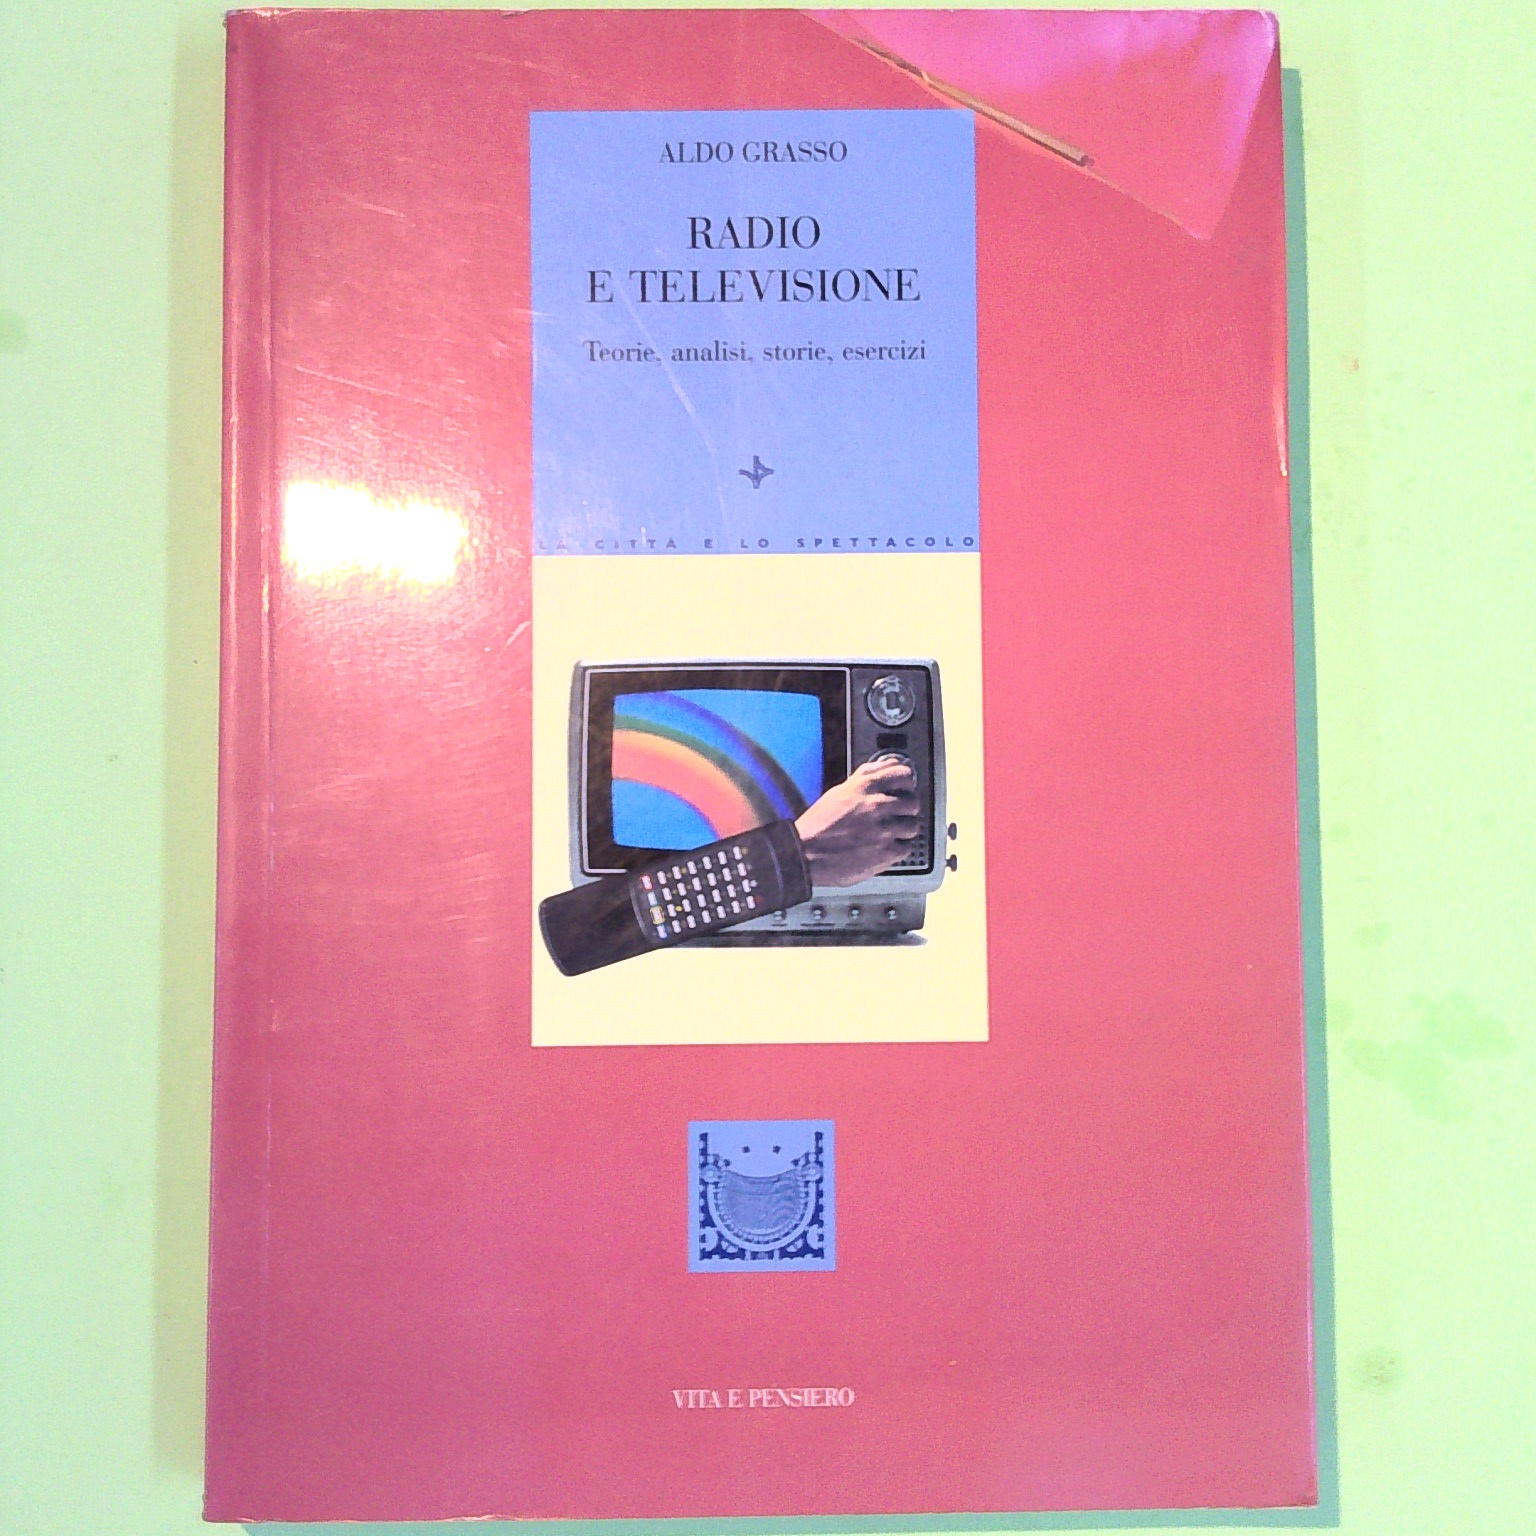 ALDO GRASSO
RADIO
E TELEVISIONE
Teorie, analisi, storie, esercizi
LA CITTÀ E LO SPETTACOLO
VITA E PENSIERO